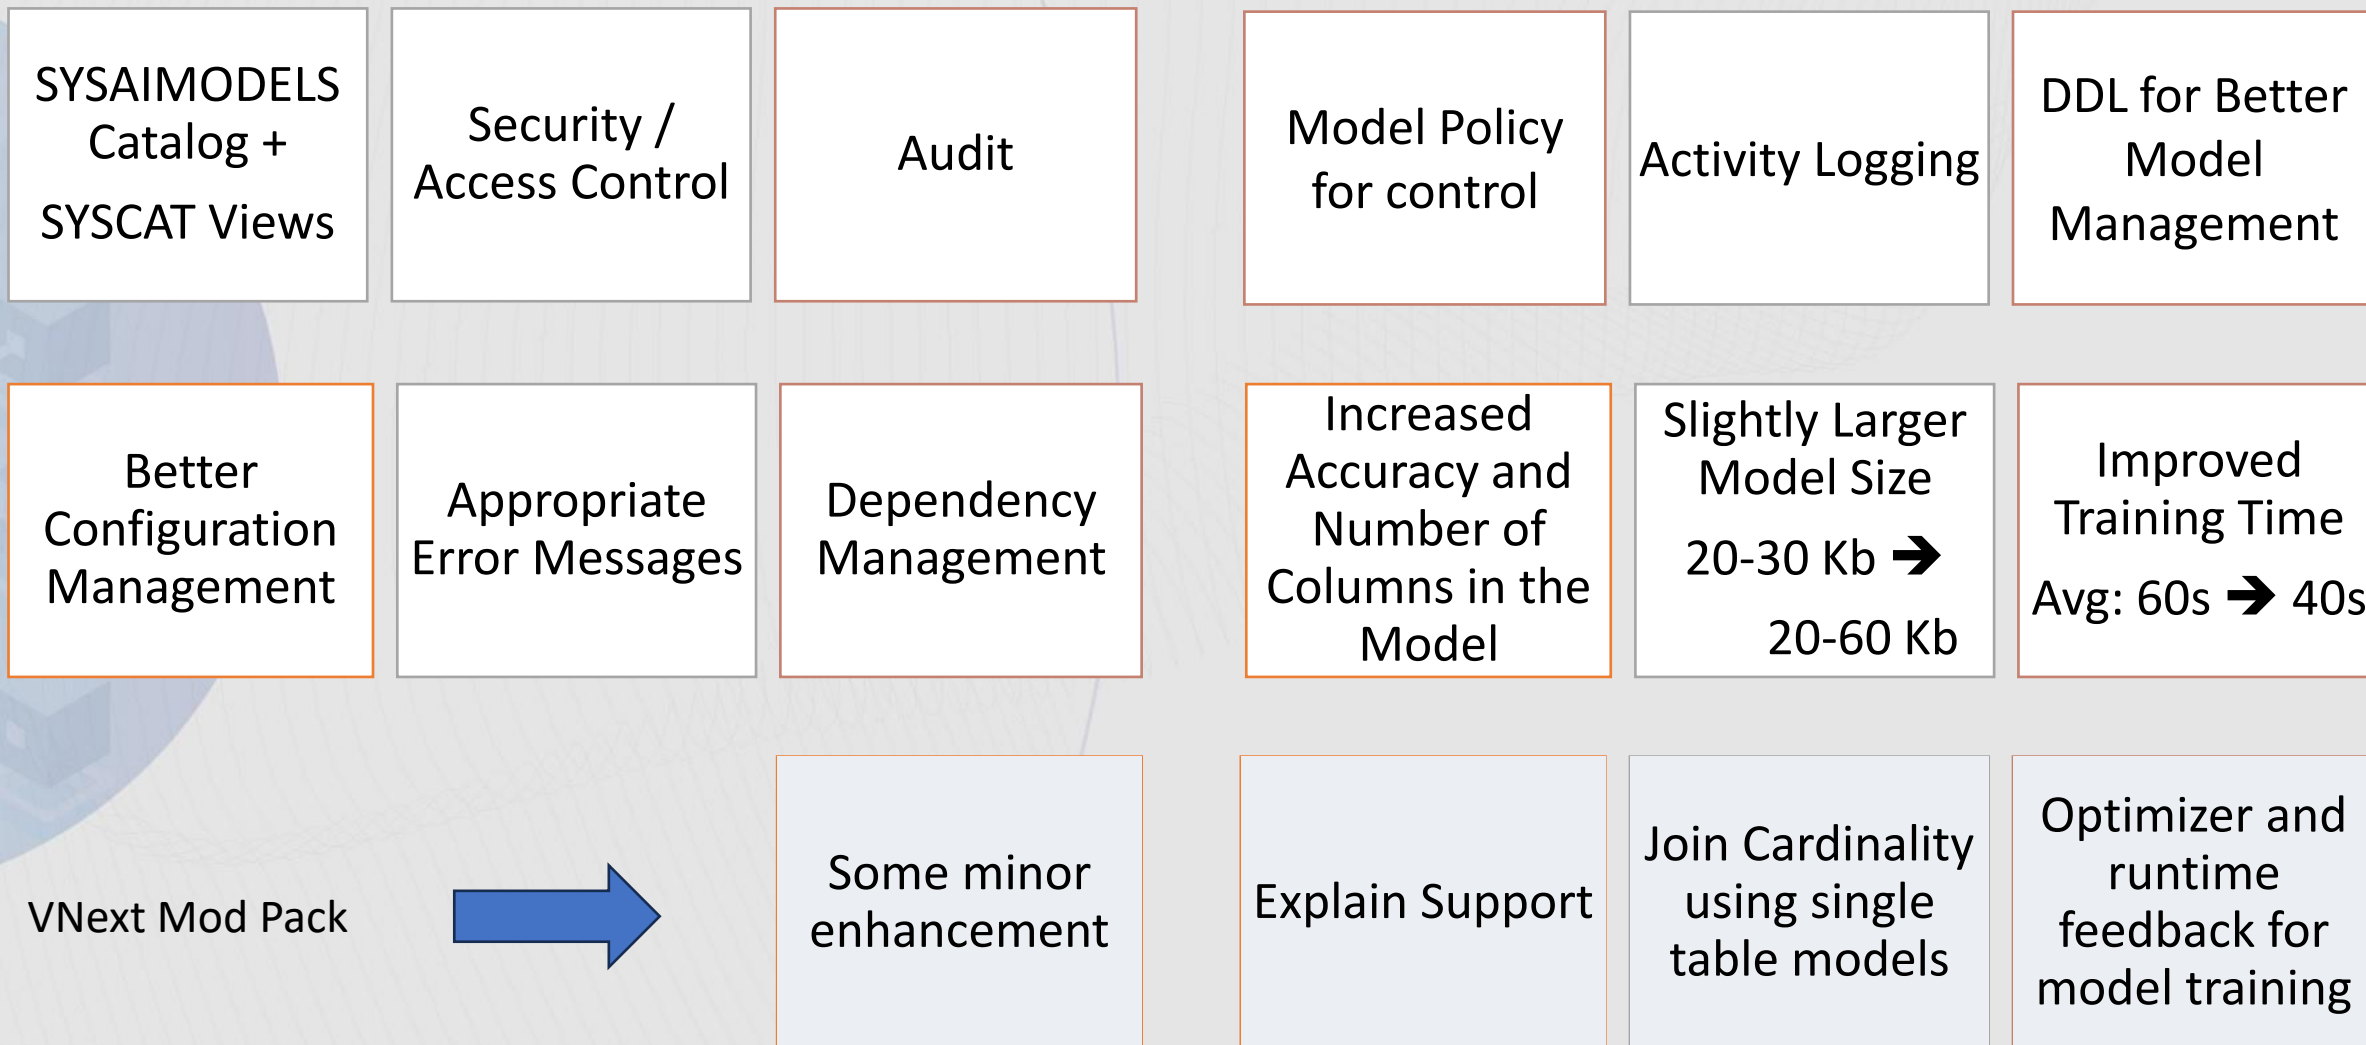 SYSAIMODELS
Catalog +
SYSCAT Views
Security /
Access Control
Audit
Model Policy
for control
Activity Logging
DDL for Better
Model
Management
Better
Configuration
Management
Appropriate
Error Messages
Dependency
Management
Increased
Accuracy and
Number of
Columns in the
Model
Slightly Larger
Model Size
20-30 Kb ➔
20-60 Kb
Improved
Training Time
Avg: 60s ➔ 40s
VNext Mod Pack
Some minor
enhancement
Explain Support
Join Cardinality
using single
table models
Optimizer and
runtime
feedback for
model training